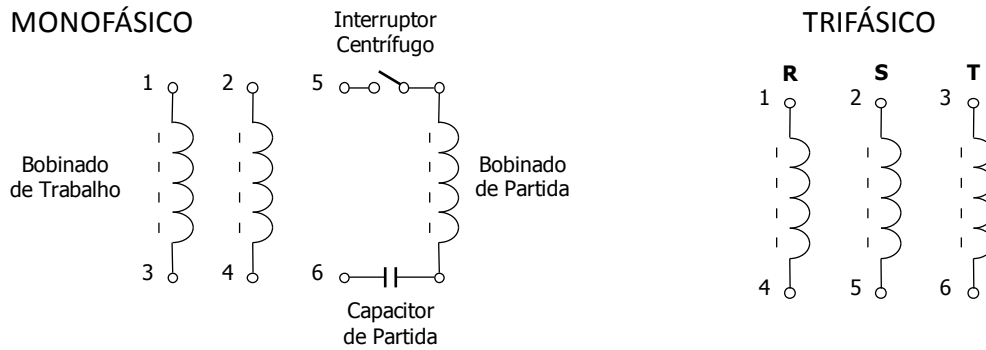 MONOFÁSICO
Interruptor
Centrífugo
TRIFÁSICO
1 2 5
R S T
1 2 3
Bobinado
de Trabalho
Bobinado
de Partida
3 4 6
4 5 6
Capacitor
de Partida